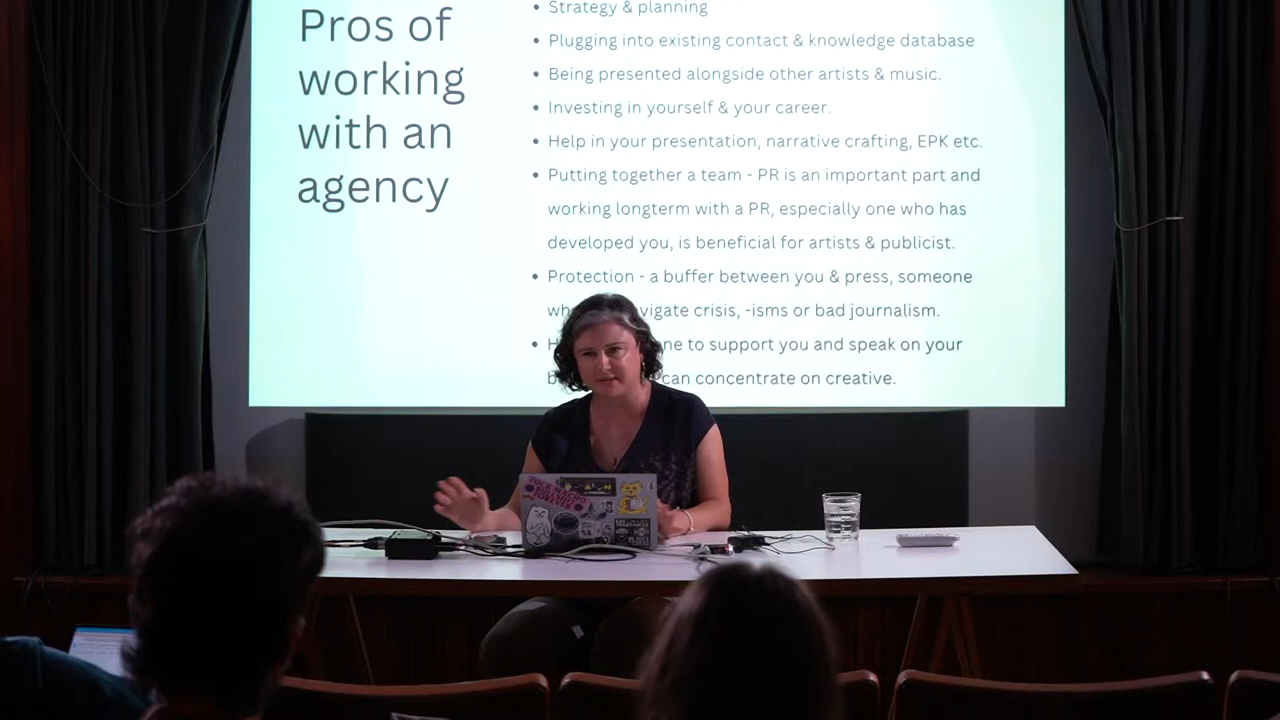 Pros of
working
with an
agency
• Strategy & planning
• Plugging into existing contact & knowledge database
• Being presented alongside other artists & music.
• Investing in yourself & your career.
• Help in your presentation, narrative crafting, EPK etc.
• Putting together a team - PR is an important part and
working longterm with a PR, especially one who has
developed you, is beneficial for artists & publicist.
• Protection - a buffer between you & press, someone
vigate crisis, -isms or bad journalism.
• to support you and speak on your
can concentrate on creative.